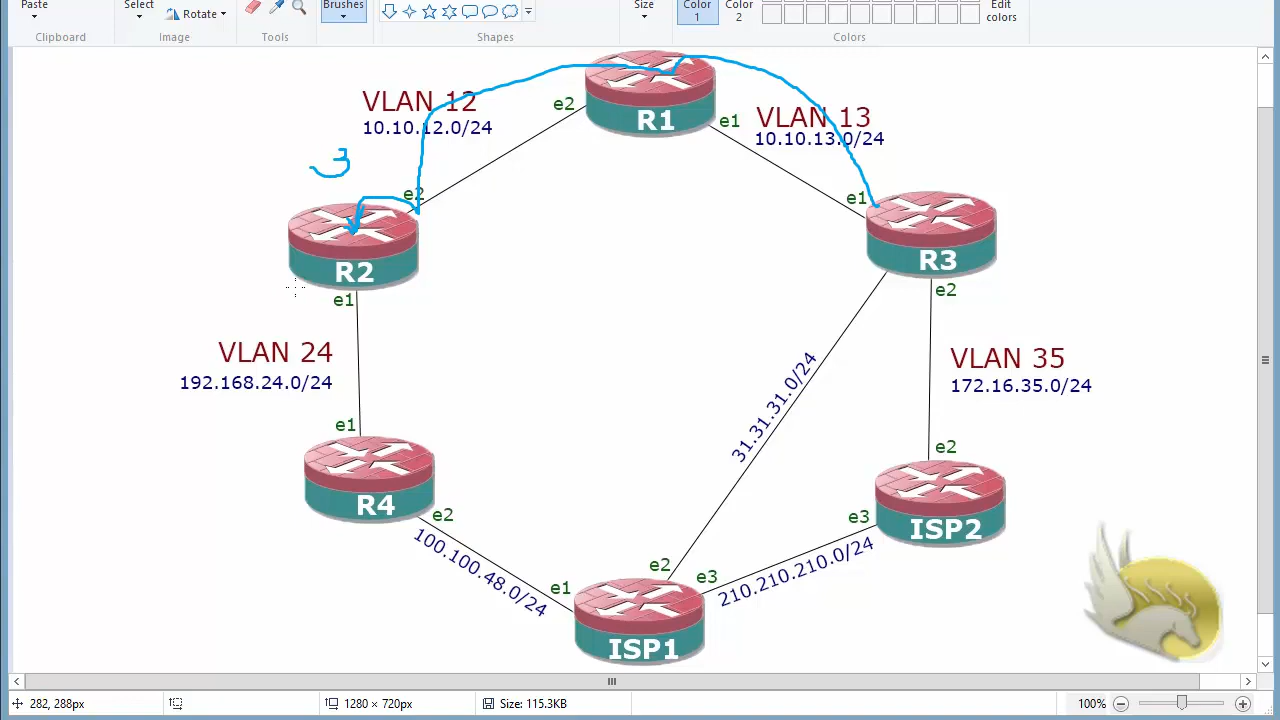 Paste
Select
Rotate
Brushes
Size
Color 1
Color 2
Edit colors
Clipboard
Image
Tools
Shapes
Colors
VLAN 12
10.10.12.0/24
e2
R1
e1
VLAN 13
10.10.13.0/24
3
e2
R2
e1
e1
R3
e2
VLAN 24
192.168.24.0/24
31.31.31.0/24
VLAN 35
172.16.35.0/24
e1
R4
e2
100.100.48.0/24
e2
ISP2
e3
210.210.210.0/24
e1
e2
e3
ISP1
282, 288px
1280 × 720px
Size: 115.3KB
100%